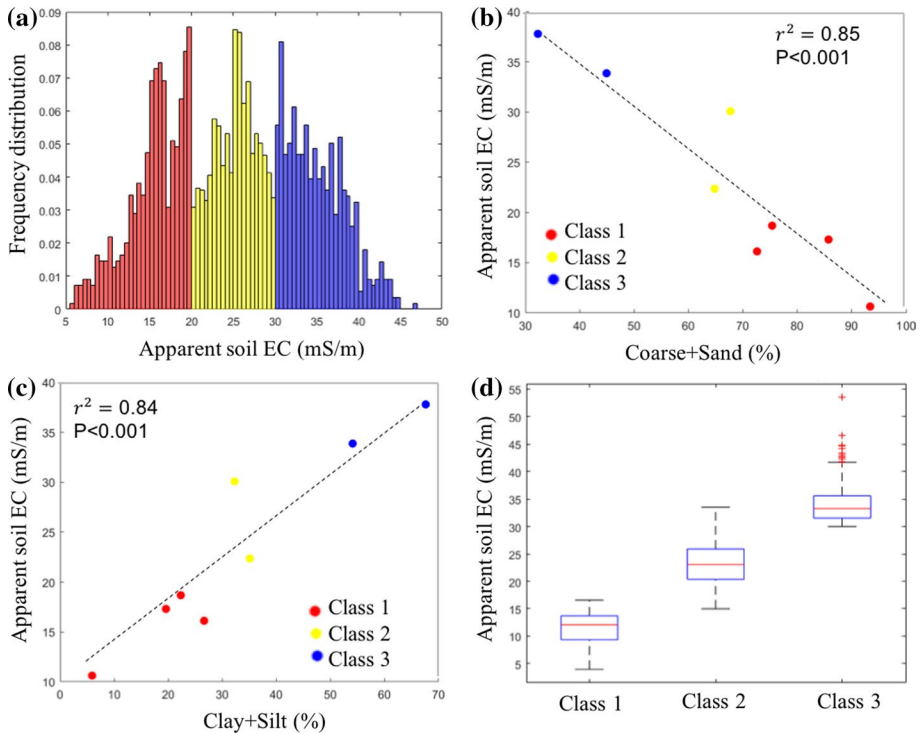 (a)
0.09
0.08
0.07
0.06
0.05
0.04
0.03
0.02
0.01
0
Frequency distribution
5 10 15 20 25 30 35 40 45 50
Apparent soil EC (mS/m)
(b)
40
35
30
25
20
15
10
Apparent soil EC (mS/m)
r² = 0.85
P<0.001
Class 1
Class 2
Class 3
30 40 50 60 70 80 90 100
Coarse+Sand (%)
(c)
40
35
30
25
20
15
10
Apparent soil EC (mS/m)
r² = 0.84
P<0.001
Class 1
Class 2
Class 3
0 10 20 30 40 50 60 70
Clay+Silt (%)
(d)
55
50
45
40
35
30
25
20
15
10
5
Apparent soil EC (mS/m)
Class 1 Class 2 Class 3